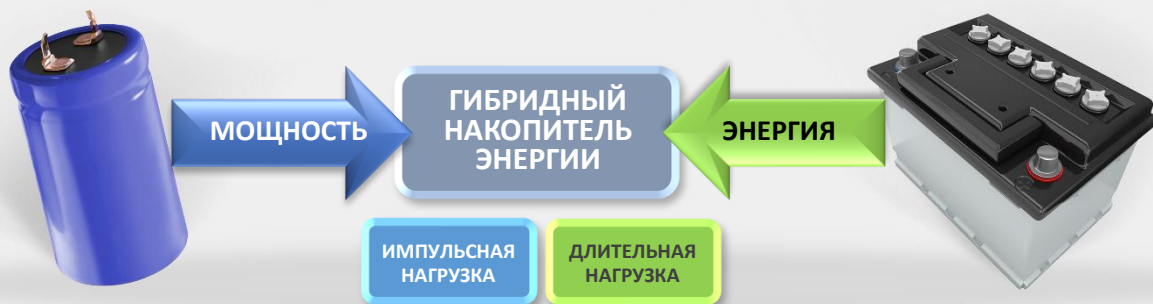 МОЩНОСТЬ
ГИБРИДНЫЙ
НАКОПИТЕЛЬ
ЭНЕРГИИ
ЭНЕРГИЯ
ИМПУЛЬСНАЯ
НАГРУЗКА
ДЛИТЕЛЬНАЯ
НАГРУЗКА